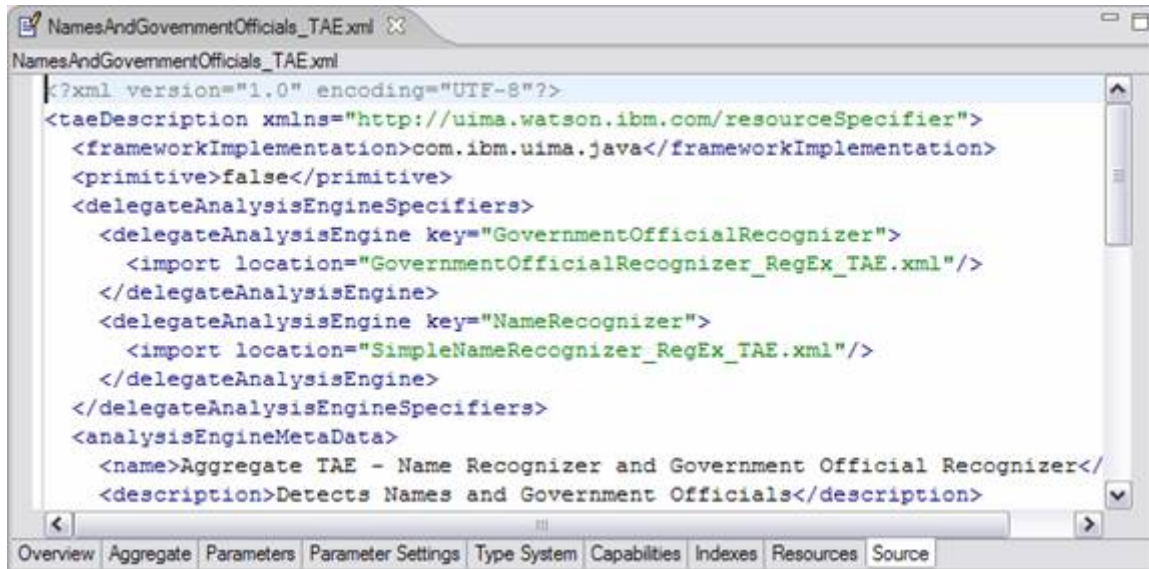 NamesAndGovernmentOfficials_TAE.xml
NamesAndGovernmentOfficials_TAE.xml
<?xml version="1.0" encoding="UTF-8"?>
<taeDescription xmlns="http://uima.watson.ibm.com/resourceSpecifier">
<frameworkImplementation>com.ibm.uima.java</frameworkImplementation>
<primitive>false</primitive>
<delegateAnalysisEngineSpecifiers>
<delegateAnalysisEngine key="GovernmentOfficialRecognizer">
<import location="GovernmentOfficialRecognizer_RegEx_TAE.xml"/>
</delegateAnalysisEngine>
<delegateAnalysisEngine key="NameRecognizer">
<import location="SimpleNameRecognizer_RegEx_TAE.xml"/>
</delegateAnalysisEngine>
</delegateAnalysisEngineSpecifiers>
<analysisEngineMetaData>
<name>Aggregate TAE - Name Recognizer and Government Official Recognizer</
<description>Detects Names and Government Officials</description>
Overview Aggregate Parameters Parameter Settings Type System Capabilities Indexes Resources Source